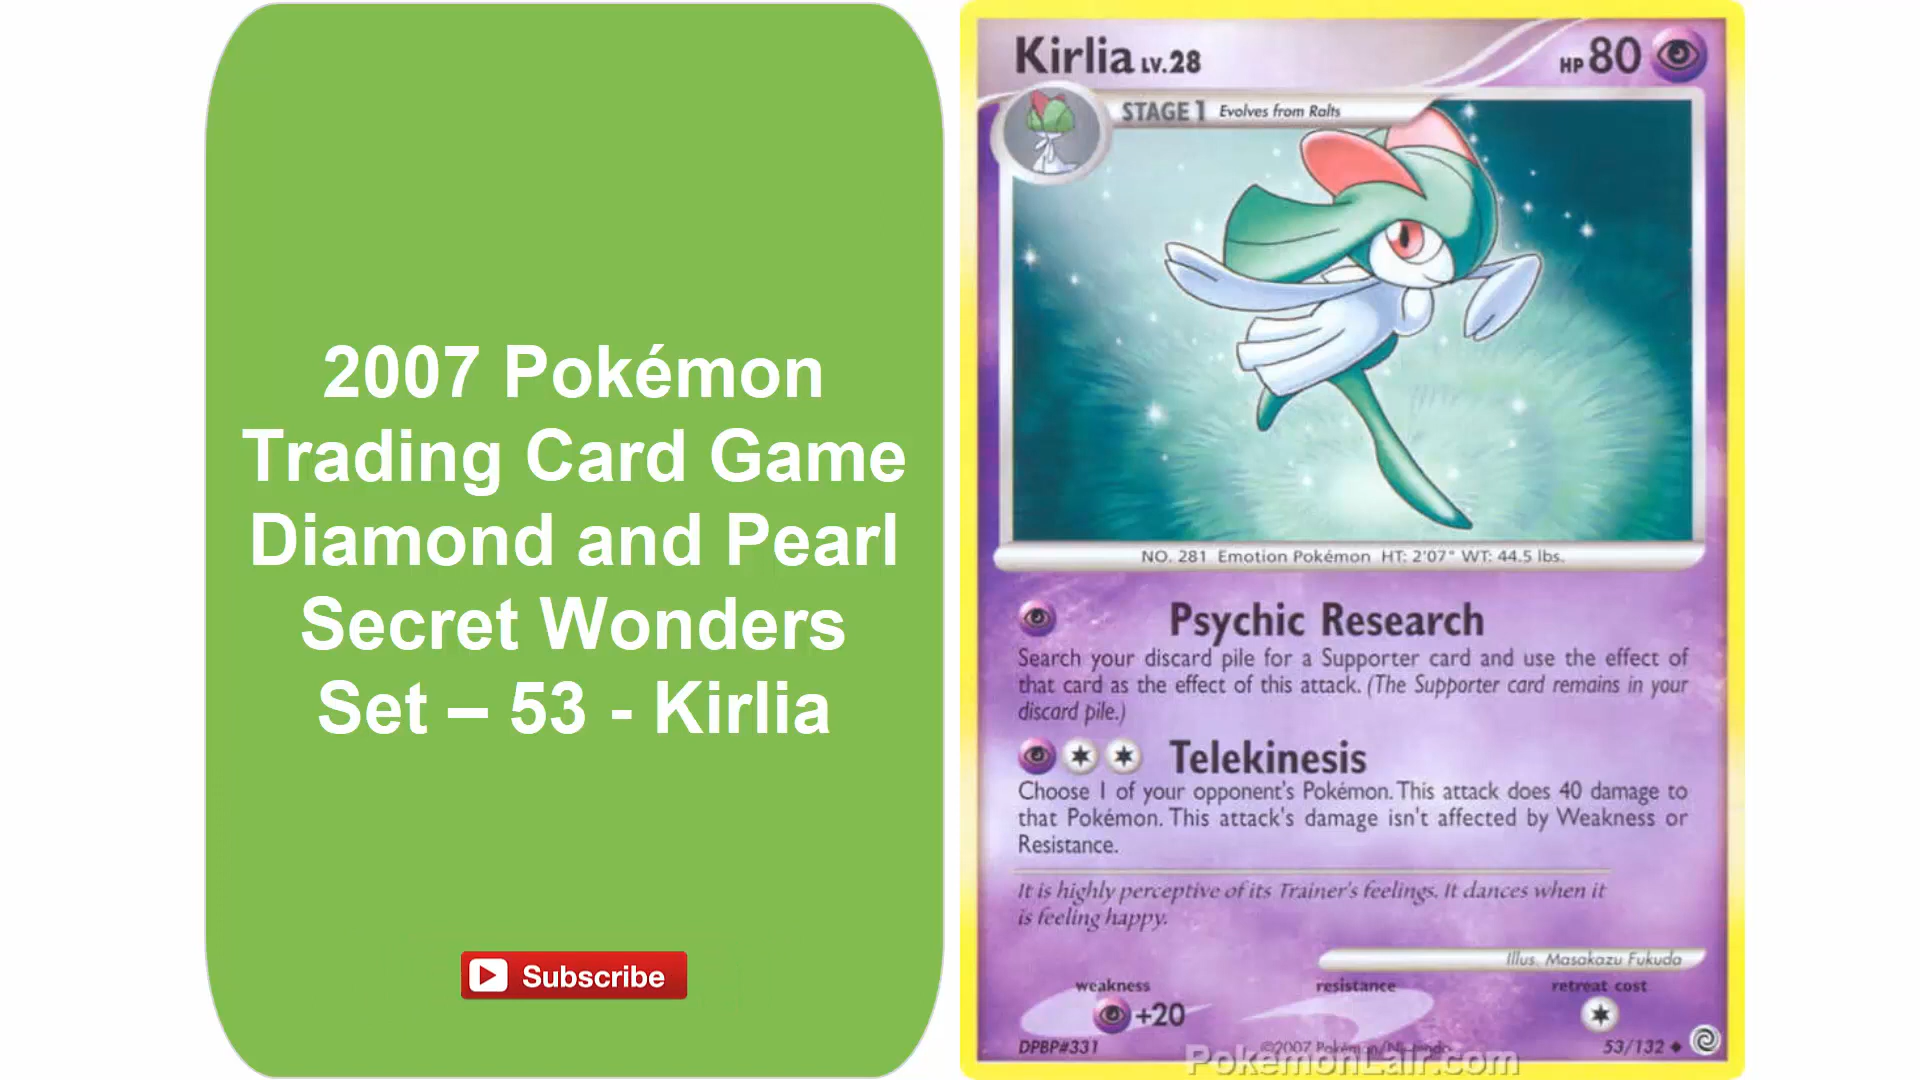 2007 Pokémon
Trading Card Game
Diamond and Pearl
Secret Wonders
Set – 53 - Kirlia
Subscribe
Kirlia LV.28 HP 80
STAGE 1 Evolves from Ralts
NO. 281 Emotion Pokémon HT: 2'07" WT: 44.5 lbs.
Psychic Research
Search your discard pile for a Supporter card and use the effect of
that card as the effect of this attack. (The Supporter card remains in your
discard pile.)
Telekinesis
Choose 1 of your opponent's Pokémon. This attack does 40 damage to
that Pokémon. This attack's damage isn't affected by Weakness or
Resistance.
It is highly perceptive of its Trainer's feelings. It dances when it
is feeling happy.
Illus. Masakazu Fukuda
weakness resistance retreat cost
+20
DPBP#331 ©2007 Pokémon/Nintendo 53/132
PokemonLair.com